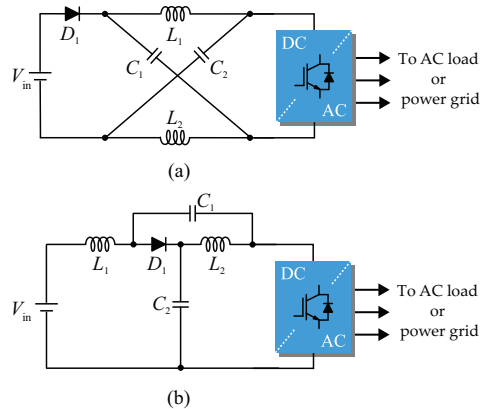 D1
L1
DC
C1
C2
Vin
To AC load
or
power grid
L2
AC
(a)
C1
L1
D1
L2
DC
C2
Vin
To AC load
or
power grid
AC
(b)